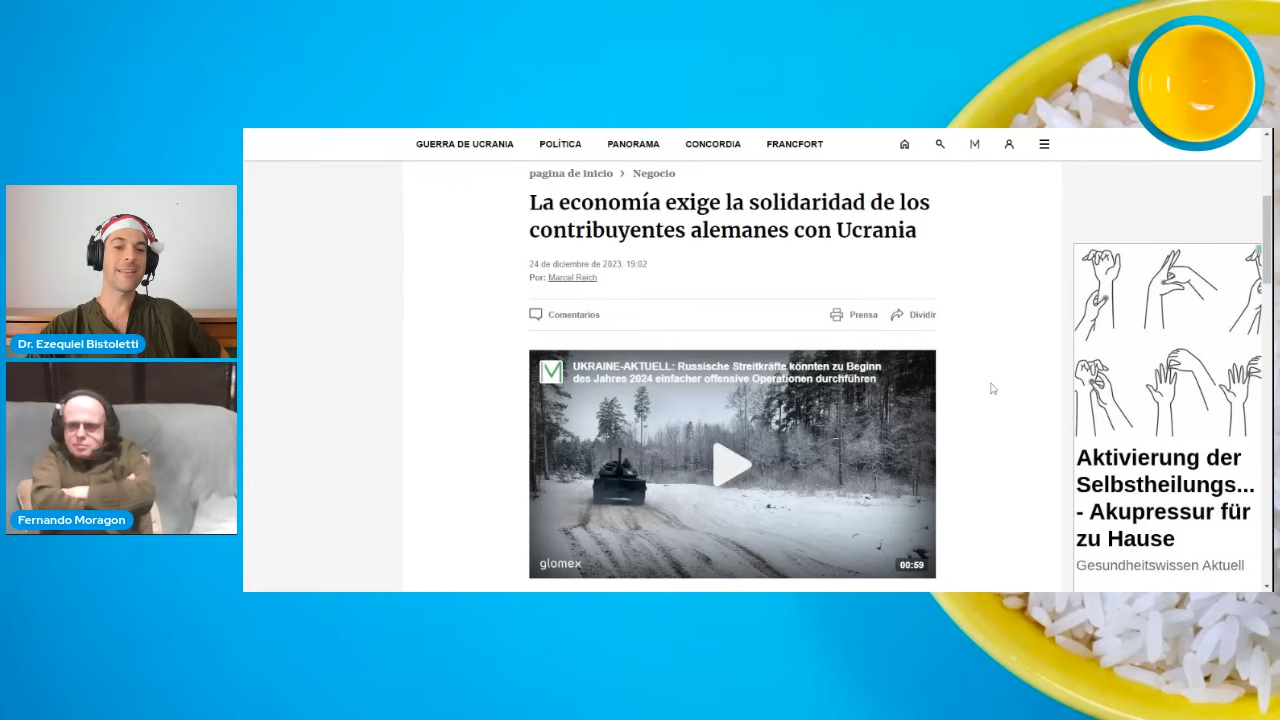 GUERRA DE UCRANIA POLÍTICA PANORAMA CONCORDIA FRANCFORT
pagina de inicio > Negocio
La economía exige la solidaridad de los
contribuyentes alemanes con Ucrania
24 de diciembre de 2023, 19:02
Por: Marcel Reich
Comentarios Prensa Dividir
UKRAINE-AKTUELL: Russische Streitkräfte könnten zu Beginn
des Jahres 2024 einfacher offensive Operationen durchführen
glomex
00:59
Aktivierung der
Selbstheilungs...
- Akupressur für
zu Hause
Gesundheitswissen Aktuell
Dr. Ezequiel Bistoletti
Fernando Moragon